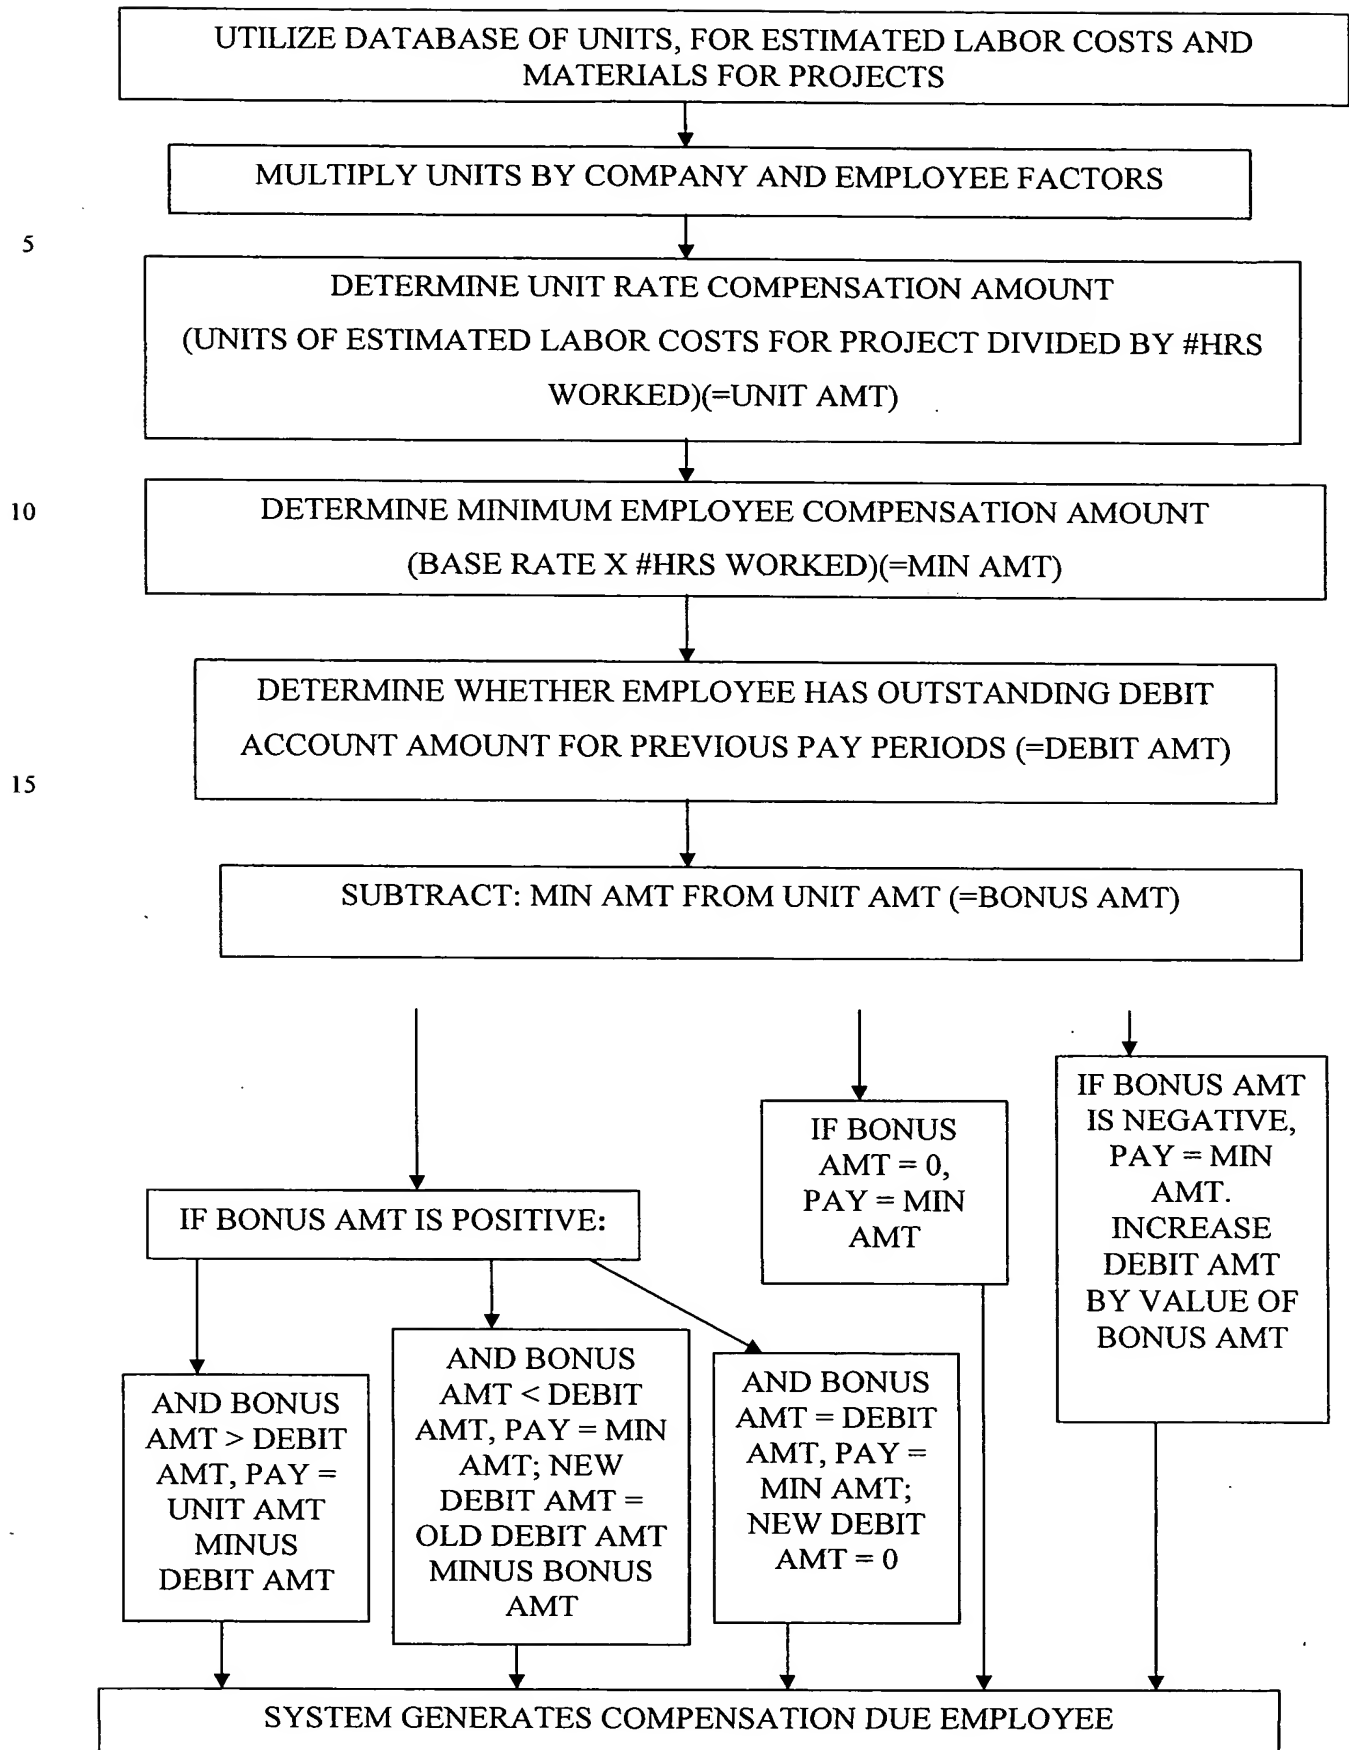 UTILIZE DATABASE OF UNITS, FOR ESTIMATED LABOR COSTS AND
MATERIALS FOR PROJECTS
MULTIPLY UNITS BY COMPANY AND EMPLOYEE FACTORS
5
DETERMINE UNIT RATE COMPENSATION AMOUNT
(UNITS OF ESTIMATED LABOR COSTS FOR PROJECT DIVIDED BY #HRS
WORKED)(=UNIT AMT)
10
DETERMINE MINIMUM EMPLOYEE COMPENSATION AMOUNT
(BASE RATE X #HRS WORKED)(=MIN AMT)
DETERMINE WHETHER EMPLOYEE HAS OUTSTANDING DEBIT
ACCOUNT AMOUNT FOR PREVIOUS PAY PERIODS (=DEBIT AMT)
15
SUBTRACT: MIN AMT FROM UNIT AMT (=BONUS AMT)
IF BONUS AMT IS POSITIVE:
IF BONUS
AMT = 0,
PAY = MIN
AMT
IF BONUS AMT
IS NEGATIVE,
PAY = MIN
AMT.
INCREASE
DEBIT AMT
BY VALUE OF
BONUS AMT
AND BONUS
AMT > DEBIT
AMT, PAY =
UNIT AMT
MINUS
DEBIT AMT
AND BONUS
AMT < DEBIT
AMT, PAY = MIN
AMT; NEW
DEBIT AMT =
OLD DEBIT AMT
MINUS BONUS
AMT
AND BONUS
AMT = DEBIT
AMT, PAY =
MIN AMT;
NEW DEBIT
AMT = 0
SYSTEM GENERATES COMPENSATION DUE EMPLOYEE